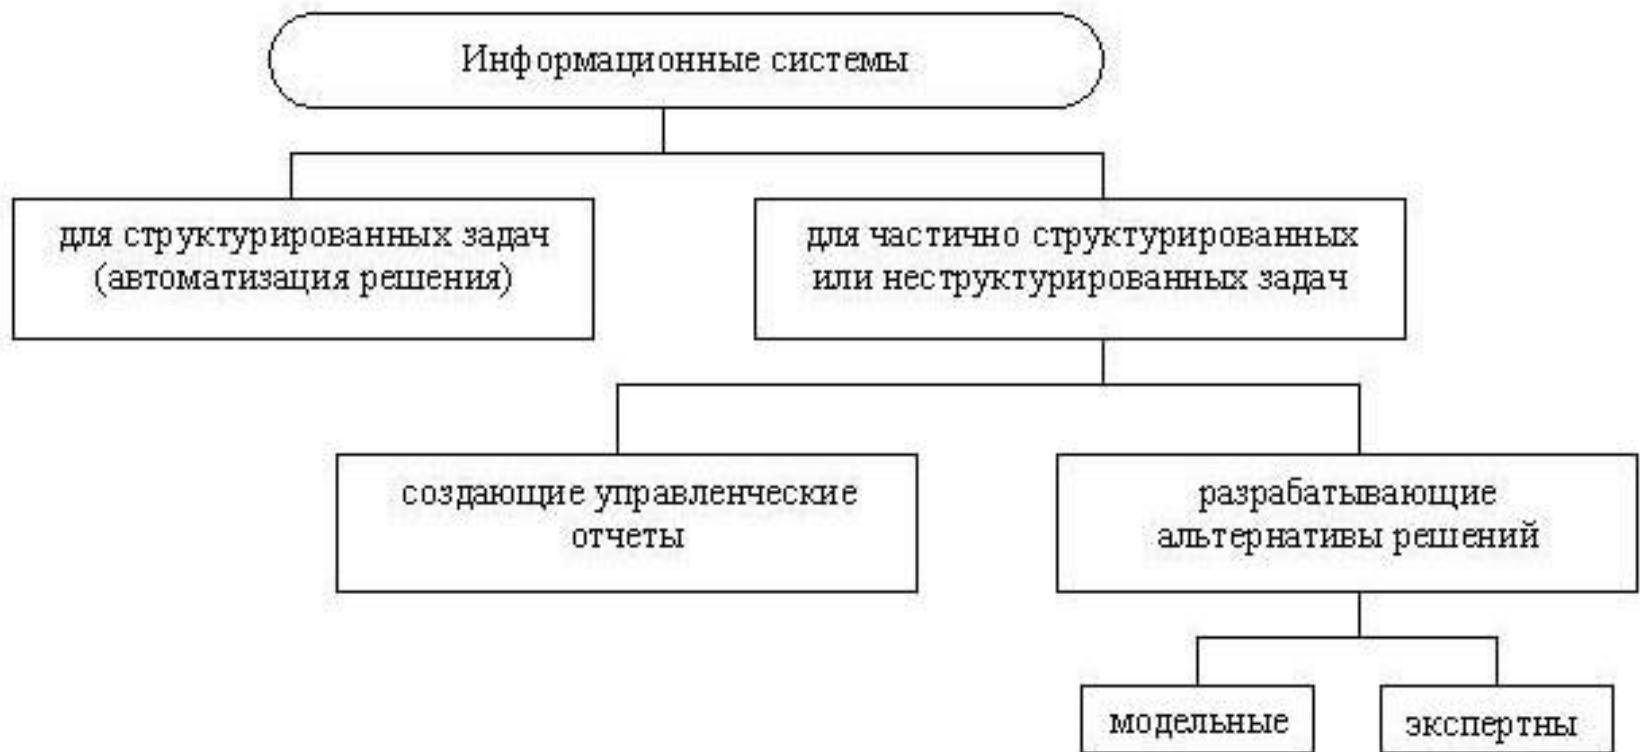 Информационные системы
для структурированных задач
(автоматизация решения)
для частично структурированных
или неструктурированных задач
создающие управленческие
отчеты
разрабатывающие
альтернативы решений
модельные
экспертны